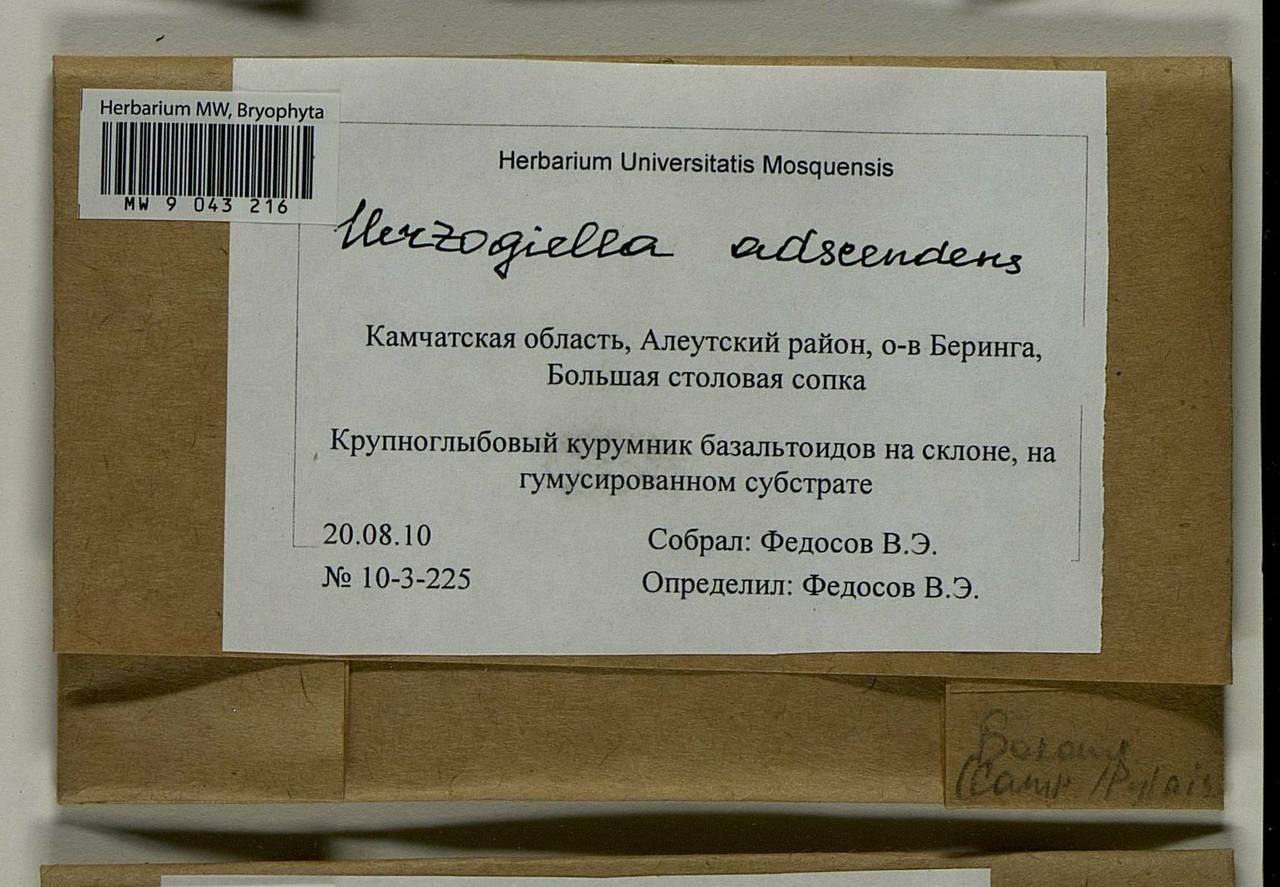 Herbarium MW, Bryophyta
MW 9 043 216
Herbarium Universitatis Mosquensis
Herzogiella adscendens
Камчатская область, Алеутский район, о-в Беринга,
Большая столовая сопка
Крупноглыбовый курумник базальтоидов на склоне, на
гумусированном субстрате
20.08.10
Собрал: Федосов В.Э.
№ 10-3-225
Определил: Федосов В.Э.